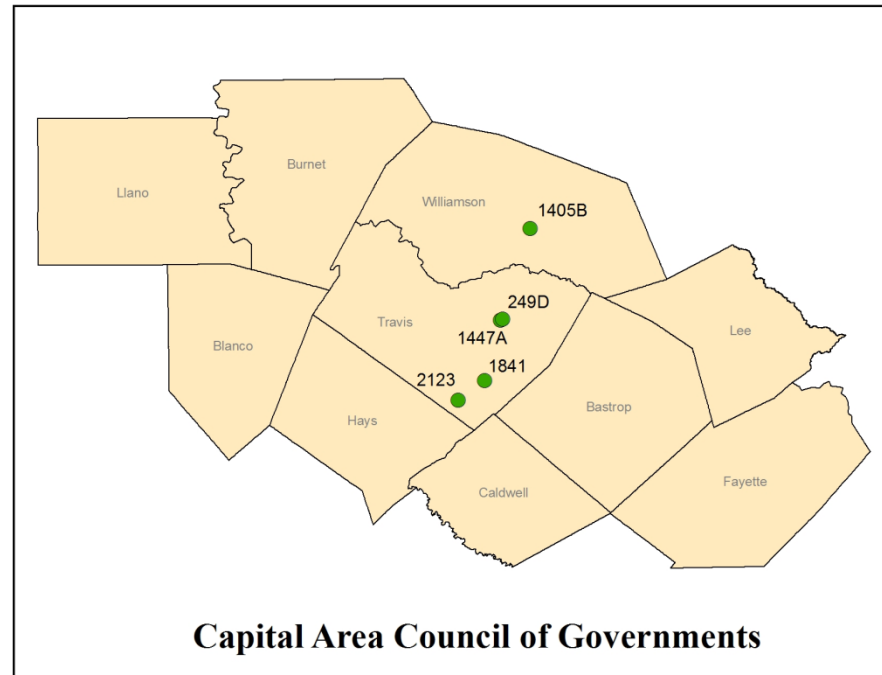 Burnet
Llano
Williamson
1405B
249D
Travis
1447A
Lee
Blanco
1841
2123
Bastrop
Hays
Fayette
Caldwell
Capital Area Council of Governments